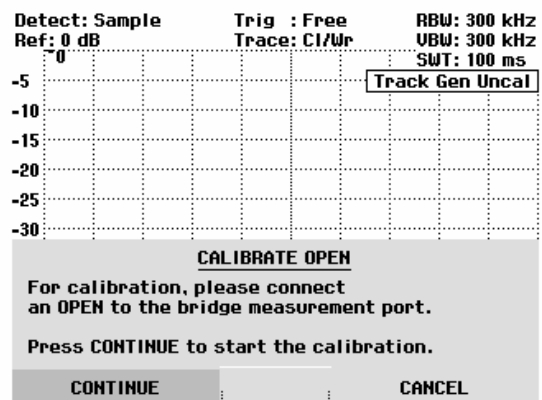 Detect: Sample Trig : Free RBW: 300 kHz
Ref: 0 dB Trace: Cl/Wr VBW: 300 kHz
0 SWT: 100 ms
Track Gen Uncal
-5
-10
-15
-20
-25
-30
CALIBRATE OPEN
For calibration, please connect
an OPEN to the bridge measurement port.
Press CONTINUE to start the calibration.
CONTINUE CANCEL